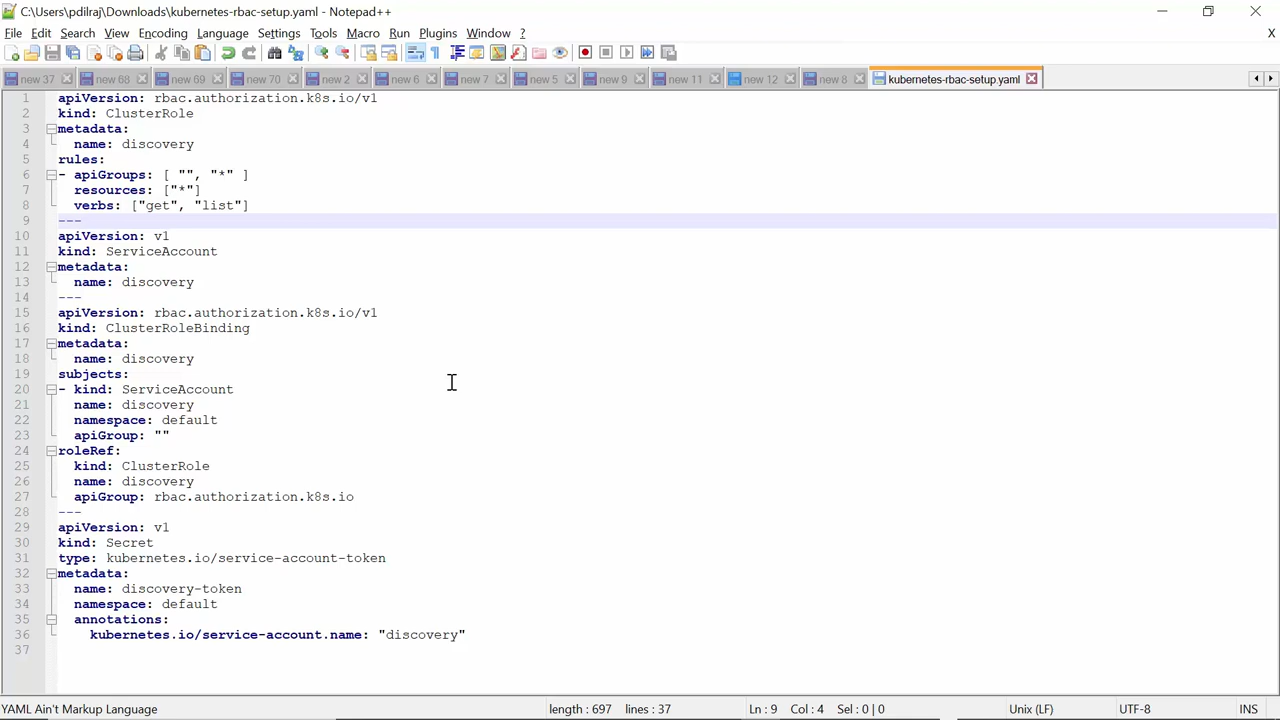 C:\Users\pdilraj\Downloads\kubernetes-rbac-setup.yaml - Notepad++
File Edit Search View Encoding Language Settings Tools Macro Run Plugins Window ? X
new 37 new 68 new 69 new 70 new 2 new 6 new 7 new 5 new 9 new 11 new 12 new 8 kubernetes-rbac-setup.yaml
1 apiVersion: rbac.authorization.k8s.io/v1
2 kind: ClusterRole
3 metadata:
4   name: discovery
5 rules:
6 - apiGroups: [ "", "*" ]
7   resources: ["*"]
8   verbs: ["get", "list"]
9 ---
10 apiVersion: v1
11 kind: ServiceAccount
12 metadata:
13   name: discovery
14 ---
15 apiVersion: rbac.authorization.k8s.io/v1
16 kind: ClusterRoleBinding
17 metadata:
18   name: discovery
19 subjects:
20 - kind: ServiceAccount
21   name: discovery
22   namespace: default
23   apiGroup: ""
24 roleRef:
25   kind: ClusterRole
26   name: discovery
27   apiGroup: rbac.authorization.k8s.io
28 ---
29 apiVersion: v1
30 kind: Secret
31 type: kubernetes.io/service-account-token
32 metadata:
33   name: discovery-token
34   namespace: default
35   annotations:
36     kubernetes.io/service-account.name: "discovery"
37
YAML Ain't Markup Language length : 697 lines : 37 Ln : 9 Col : 4 Sel : 0 | 0 Unix (LF) UTF-8 INS